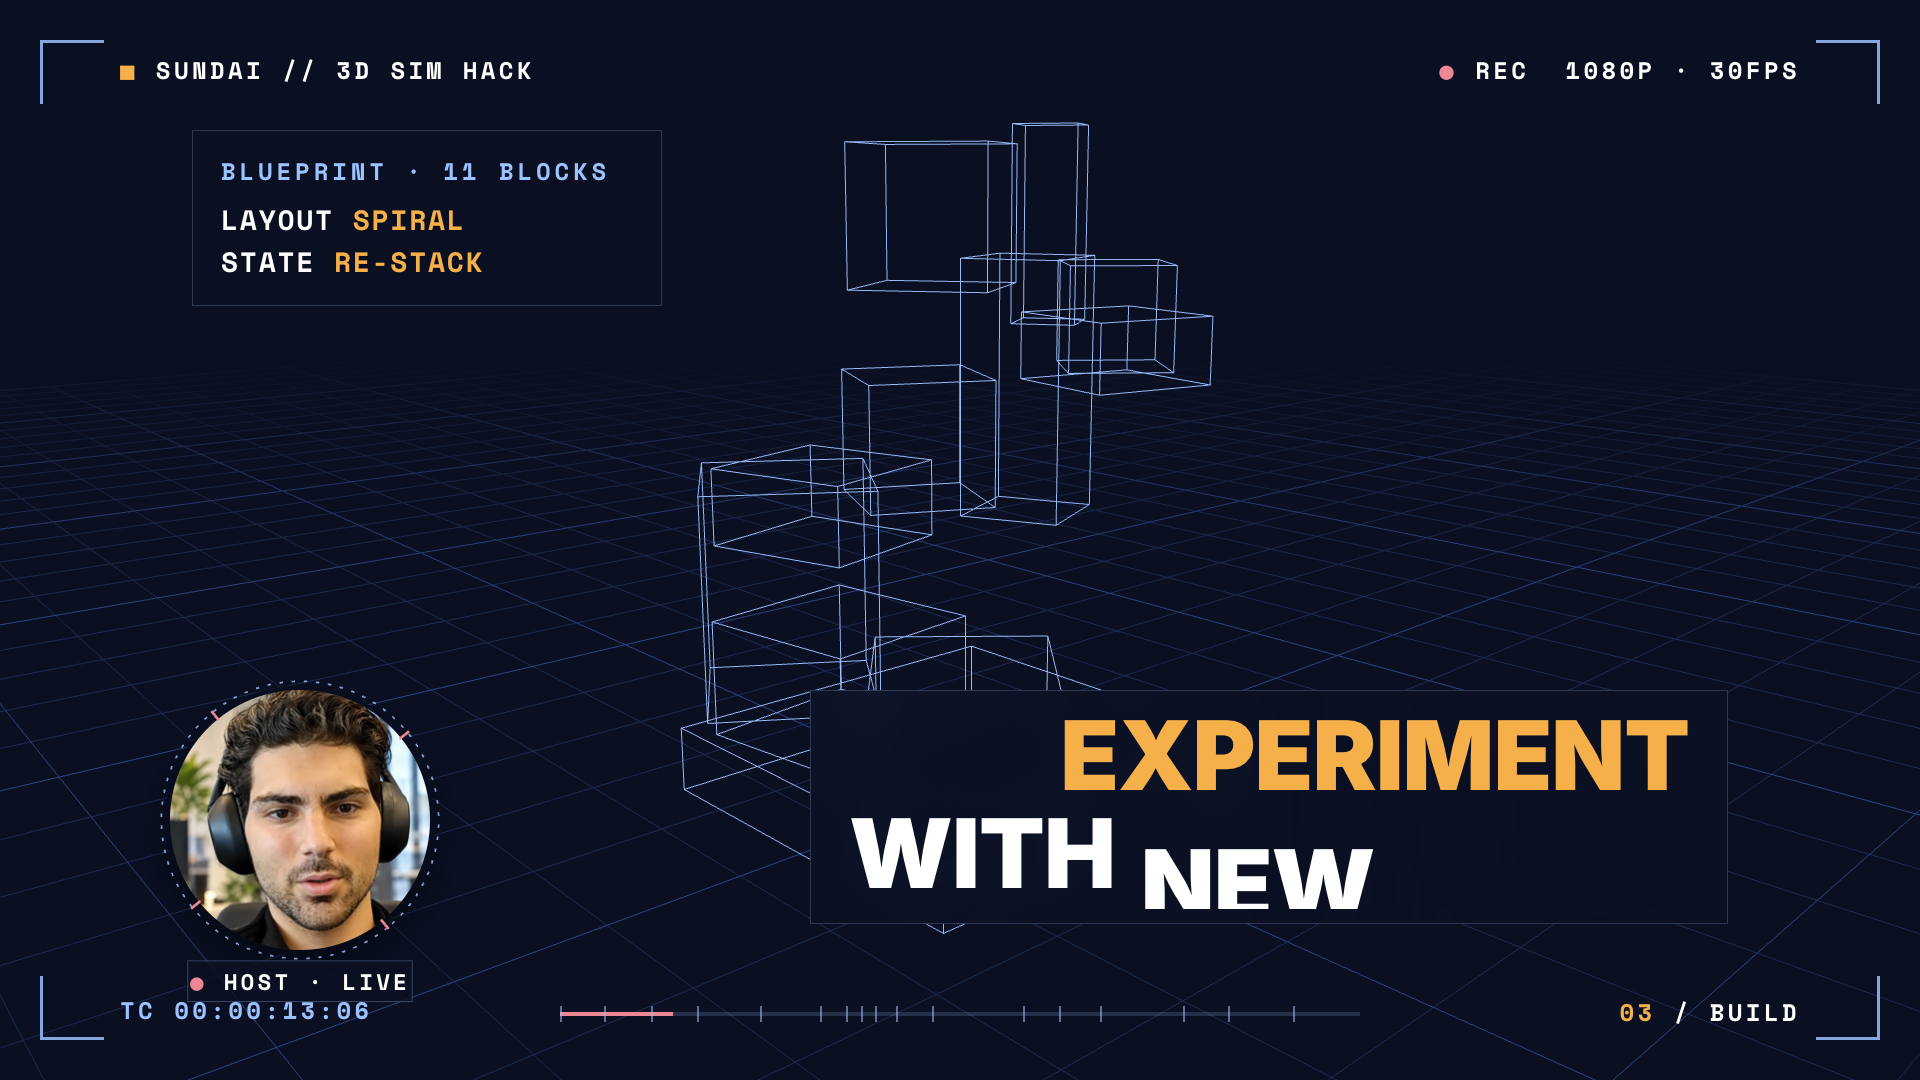 SUNDAI // 3D SIM HACK
REC 1080P · 30FPS
BLUEPRINT · 11 BLOCKS
LAYOUT SPIRAL
STATE RE-STACK
EXPERIMENT
WITH NEW
HOST · LIVE
TC 00:00:13:06
03 / BUILD